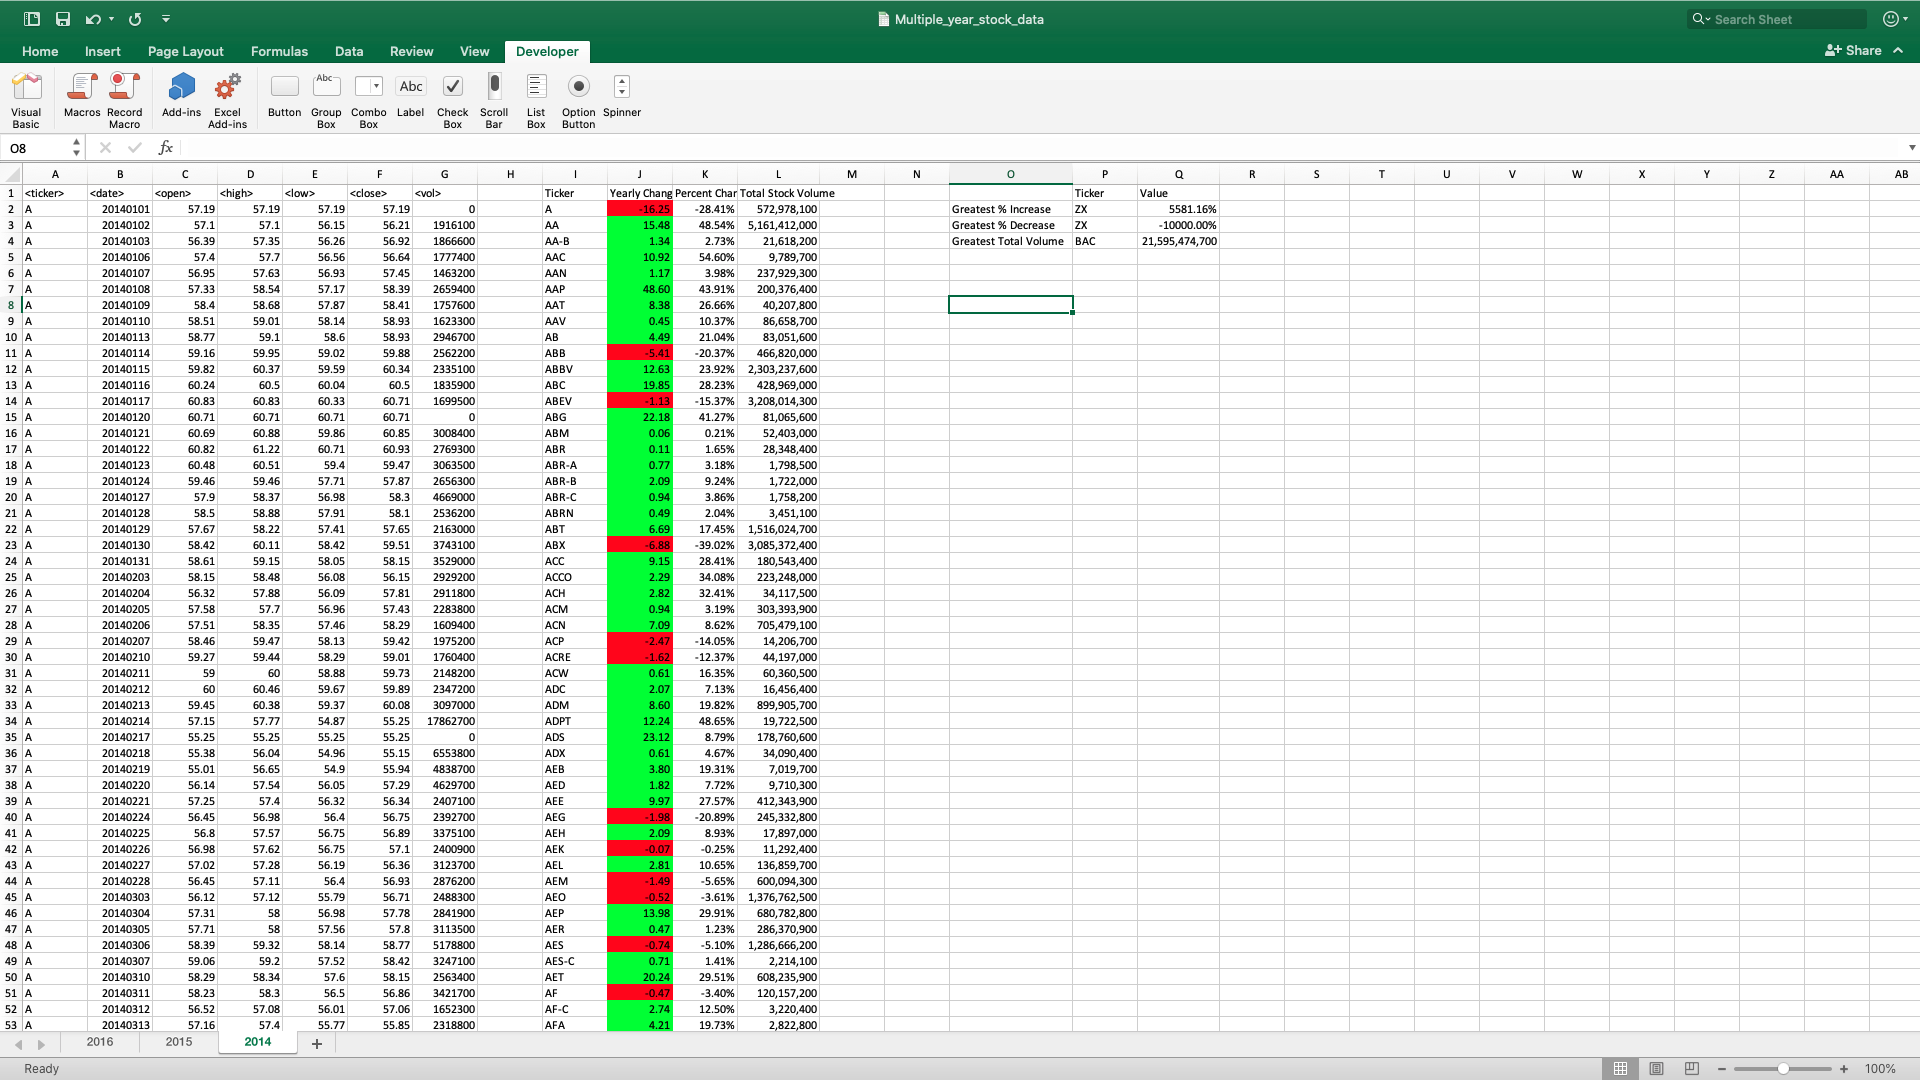 Multiple_year_stock_data
Search Sheet
Home Insert Page Layout Formulas Data Review View Developer
Share
Abc Abc
Visual Basic Macros Record Macro Add-ins Excel Add-ins Button Group Box Combo Box Label Check Box Scroll Bar List Box Option Button Spinner
O8 fx
A B C D E F G H I J K L M N O P Q R S T U V W X Y Z AA AB
1 <ticker> <date> <open> <high> <low> <close> <vol> Ticker Yearly Chang Percent Char Total Stock Volume Ticker Value
2 A 20140101 57.19 57.19 57.19 57.19 0 A -16.25 -28.41% 572,978,100 Greatest % Increase ZX 5581.16%
3 A 20140102 57.1 57.1 56.15 56.21 1916100 AA 15.48 48.54% 5,161,412,000 Greatest % Decrease ZX -10000.00%
4 A 20140103 56.39 57.35 56.26 56.92 1866600 AA-B 1.34 2.73% 21,618,200 Greatest Total Volume BAC 21,595,474,700
5 A 20140106 57.4 57.7 56.56 56.64 1777400 AAC 10.92 54.60% 9,789,700
6 A 20140107 56.95 57.63 56.93 57.45 1463200 AAN 1.17 3.98% 237,929,300
7 A 20140108 57.33 58.54 57.17 58.39 2659400 AAP 48.60 43.91% 200,376,400
8 A 20140109 58.4 58.68 57.87 58.41 1757600 AAT 8.38 26.66% 40,207,800
9 A 20140110 58.51 59.01 58.14 58.93 1623300 AAV 0.45 10.37% 86,658,700
10 A 20140113 58.77 59.1 58.6 58.93 2946700 AB 4.49 21.04% 83,051,600
11 A 20140114 59.16 59.95 59.02 59.88 2562200 ABB -5.41 -20.37% 466,820,000
12 A 20140115 59.82 60.37 59.59 60.34 2335100 ABBV 12.63 23.92% 2,303,237,600
13 A 20140116 60.24 60.5 60.04 60.5 1835900 ABC 19.85 28.23% 428,969,000
14 A 20140117 60.83 60.83 60.33 60.71 1699500 ABEV -1.13 -15.37% 3,208,014,300
15 A 20140120 60.71 60.71 60.71 60.71 0 ABG 22.18 41.27% 81,065,600
16 A 20140121 60.69 60.88 59.86 60.85 3008400 ABM 0.06 0.21% 52,403,000
17 A 20140122 60.82 61.22 60.71 60.93 2769300 ABR 0.11 1.65% 28,348,400
18 A 20140123 60.48 60.51 59.4 59.47 3063500 ABR-A 0.77 3.18% 1,798,500
19 A 20140124 59.46 59.46 57.71 57.87 2656300 ABR-B 2.09 9.24% 1,722,000
20 A 20140127 57.9 58.37 56.98 58.3 4669000 ABR-C 0.94 3.86% 1,758,200
21 A 20140128 58.5 58.88 57.91 58.1 2536200 ABRN 0.49 2.04% 3,451,100
22 A 20140129 57.67 58.22 57.41 57.65 2163000 ABT 6.69 17.45% 1,516,024,700
23 A 20140130 58.42 60.11 58.42 59.51 3743100 ABX -6.88 -39.02% 3,085,372,400
24 A 20140131 58.61 59.15 58.05 58.15 3529000 ACC 9.15 28.41% 180,543,400
25 A 20140203 58.15 58.48 56.08 56.15 2929200 ACCO 2.29 34.08% 223,248,000
26 A 20140204 56.32 57.88 56.09 57.81 2911800 ACH 2.82 32.41% 34,117,500
27 A 20140205 57.58 57.7 56.96 57.43 2283800 ACM 0.94 3.19% 303,393,900
28 A 20140206 57.51 58.35 57.46 58.29 1609400 ACN 7.09 8.62% 705,479,100
29 A 20140207 58.46 59.47 58.13 59.42 1975200 ACP -2.47 -14.05% 14,206,700
30 A 20140210 59.27 59.44 58.29 59.01 1760400 ACRE -1.62 -12.37% 44,197,000
31 A 20140211 59 60 58.88 59.73 2148200 ACW 0.61 16.35% 60,360,500
32 A 20140212 60 60.46 59.67 59.89 2347200 ADC 2.07 7.13% 16,456,400
33 A 20140213 59.45 60.38 59.37 60.08 3097000 ADM 8.60 19.82% 899,905,700
34 A 20140214 57.15 57.77 54.87 55.25 17862700 ADPT 12.24 48.65% 19,722,500
35 A 20140217 55.25 55.25 55.25 55.25 0 ADS 23.12 8.79% 178,760,600
36 A 20140218 55.38 56.04 54.96 55.15 6553800 ADX 0.61 4.67% 34,090,400
37 A 20140219 55.01 56.65 54.9 55.94 4838700 AEB 3.80 19.31% 7,019,700
38 A 20140220 56.14 57.54 56.05 57.29 4629700 AED 1.82 7.72% 9,710,300
39 A 20140221 57.25 57.4 56.32 56.34 2407100 AEE 9.97 27.57% 412,343,900
40 A 20140224 56.45 56.98 56.4 56.75 2392700 AEG -1.98 -20.89% 245,332,800
41 A 20140225 56.8 57.57 56.75 56.89 3375100 AEH 2.09 8.93% 17,897,000
42 A 20140226 56.98 57.62 56.75 57.1 2400900 AEK -0.07 -0.25% 11,292,400
43 A 20140227 57.02 57.28 56.19 56.36 3123700 AEL 2.81 10.65% 136,859,700
44 A 20140228 56.45 57.11 56.4 56.93 2876200 AEM -1.49 -5.65% 600,094,300
45 A 20140303 56.12 57.12 55.79 56.71 2488300 AEO -0.52 -3.61% 1,376,762,500
46 A 20140304 57.31 58 56.98 57.78 2841900 AEP 13.98 29.91% 680,782,800
47 A 20140305 57.71 58 57.56 57.8 3113500 AER 0.47 1.23% 286,370,900
48 A 20140306 58.39 59.32 58.14 58.77 5178800 AES -0.74 -5.10% 1,286,666,200
49 A 20140307 59.06 59.2 57.52 58.42 3247100 AES-C 0.71 1.41% 2,214,100
50 A 20140310 58.29 58.34 57.6 58.15 2563400 AET 20.24 29.51% 608,235,900
51 A 20140311 58.23 58.3 56.5 56.86 3421700 AF -0.47 -3.40% 120,157,200
52 A 20140312 56.52 57.08 56.01 57.06 1652300 AF-C 2.74 12.50% 3,220,400
53 A 20140313 57.16 57.4 55.77 55.85 2318800 AFA 4.21 19.73% 2,822,800
2016 2015 2014
Ready 100%